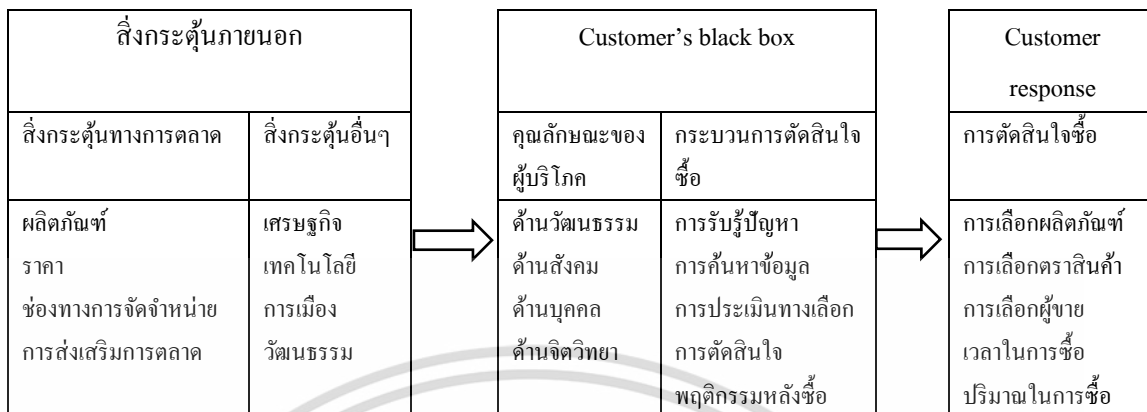 สิ่งกระตุ้นภายนอก
สิ่งกระตุ้นทางการตลาด
สิ่งกระตุ้นอื่นๆ
ผลิตภัณฑ์
ราคา
ช่องทางการจัดจำหน่าย
การส่งเสริมการตลาด
เศรษฐกิจ
เทคโนโลยี
การเมือง
วัฒนธรรม
Customer's black box
คุณลักษณะของ
ผู้บริโภค
กระบวนการตัดสินใจ
ซื้อ
ด้านวัฒนธรรม
ด้านสังคม
ด้านบุคคล
ด้านจิตวิทยา
การรับรู้ปัญหา
การค้นหาข้อมูล
การประเมินทางเลือก
การตัดสินใจ
พฤติกรรมหลังซื้อ
Customer
response
การตัดสินใจซื้อ
การเลือกผลิตภัณฑ์
การเลือกตราสินค้า
การเลือกผู้ขาย
เวลาในการซื้อ
ปริมาณในการซื้อ